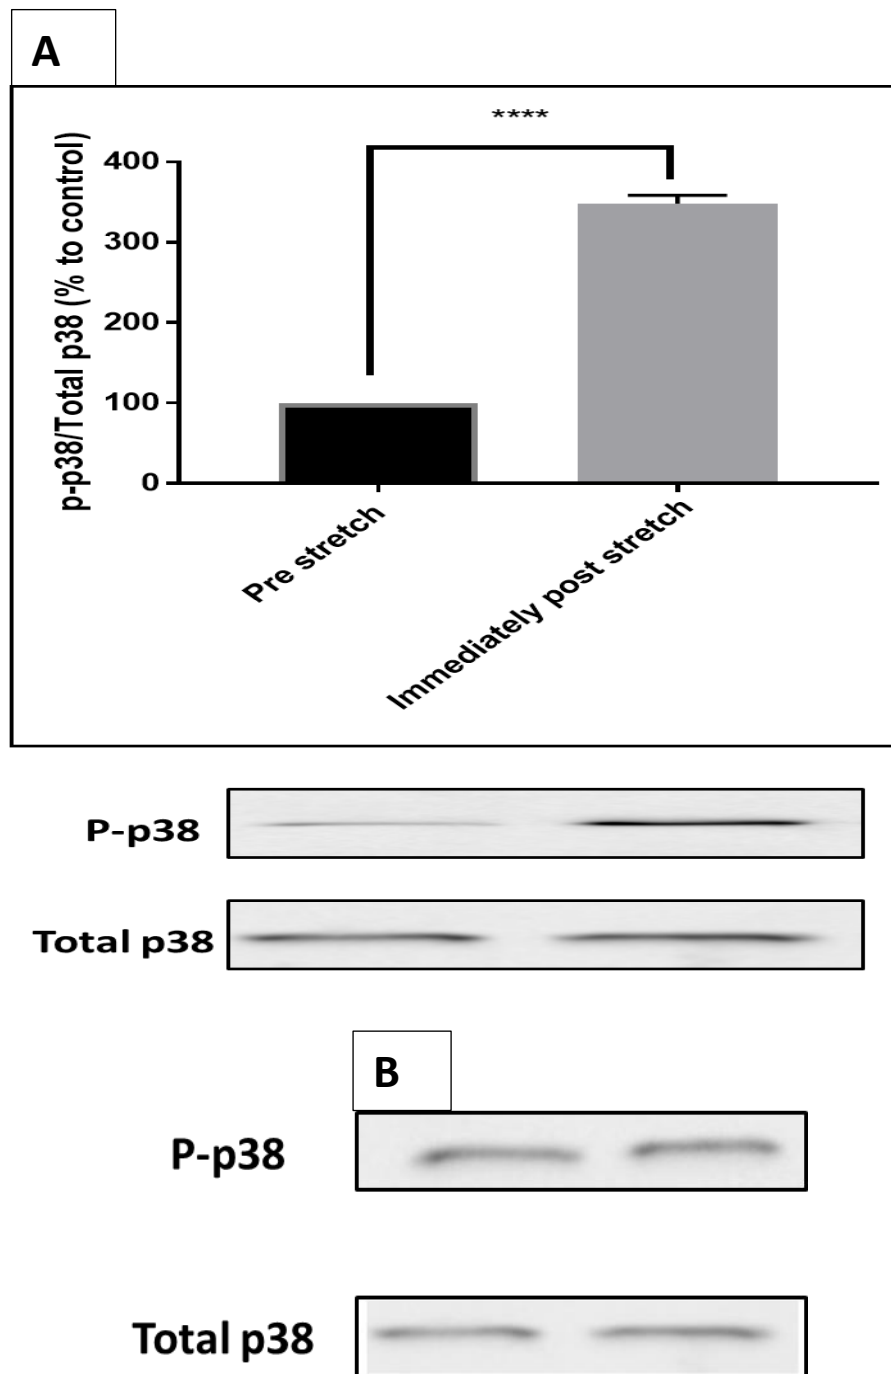 A
****
p-p38/Total p38 (% to control)
400
300
200
100
0
Pre stretch
Immediately post stretch
P-p38
Total p38
B
P-p38
Total p38